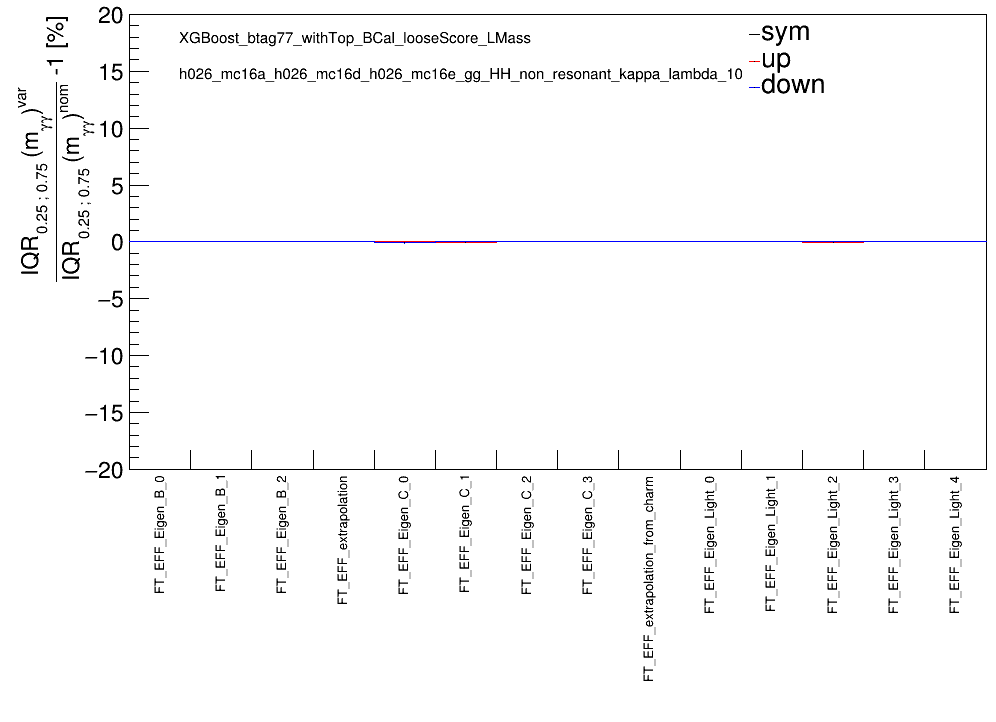 XGBoost_btag77_withTop_BCal_looseScore_LMass
h026_mc16a_h026_mc16d_h026_mc16e_gg_HH_non_resonant_kappa_lambda_10
–sym
–up
–down
IQR0.25 ; 0.75 (mγγ)var
IQR0.25 ; 0.75 (mγγ)nom -1 [%]
20
15
10
5
0
−5
−10
−15
−20
FT_EFF_Eigen_B_0
FT_EFF_Eigen_B_1
FT_EFF_Eigen_B_2
FT_EFF_extrapolation
FT_EFF_Eigen_C_0
FT_EFF_Eigen_C_1
FT_EFF_Eigen_C_2
FT_EFF_Eigen_C_3
FT_EFF_extrapolation_from_charm
FT_EFF_Eigen_Light_0
FT_EFF_Eigen_Light_1
FT_EFF_Eigen_Light_2
FT_EFF_Eigen_Light_3
FT_EFF_Eigen_Light_4